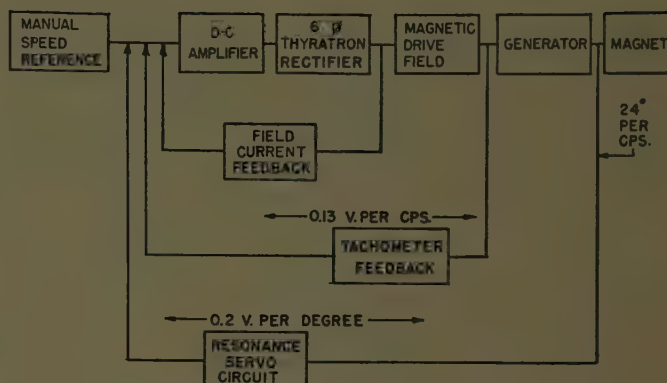 MANUAL
SPEED
REFERENCE
D-C
AMPLIFIER
6 Ø
THYRATRON
RECTIFIER
MAGNETIC
DRIVE
FIELD
GENERATOR
MAGNET
24°
PER
CPS.
FIELD
CURRENT
FEEDBACK
0.13 V. PER CPS.
TACHOMETER
FEEDBACK
0.2 V. PER DEGREE
RESONANCE
SERVO
CIRCUIT